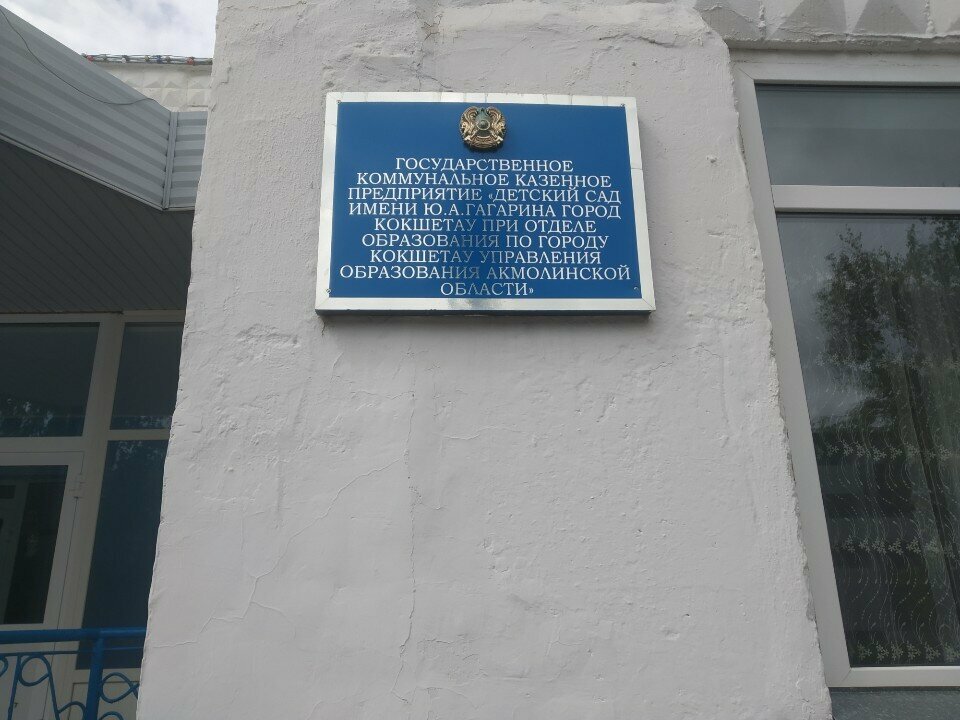 ГОСУДАРСТВЕННОЕ
КОММУНАЛЬНОЕ КАЗЕННОЕ
ПРЕДПРИЯТИЕ «ДЕТСКИЙ САД
ИМЕНИ Ю.А.ГАГАРИНА ГОРОД
КОКШЕТАУ ПРИ ОТДЕЛЕ
ОБРАЗОВАНИЯ ПО ГОРОДУ
КОКШЕТАУ УПРАВЛЕНИЯ
ОБРАЗОВАНИЯ АКМОЛИНСКОЙ
ОБЛАСТИ»